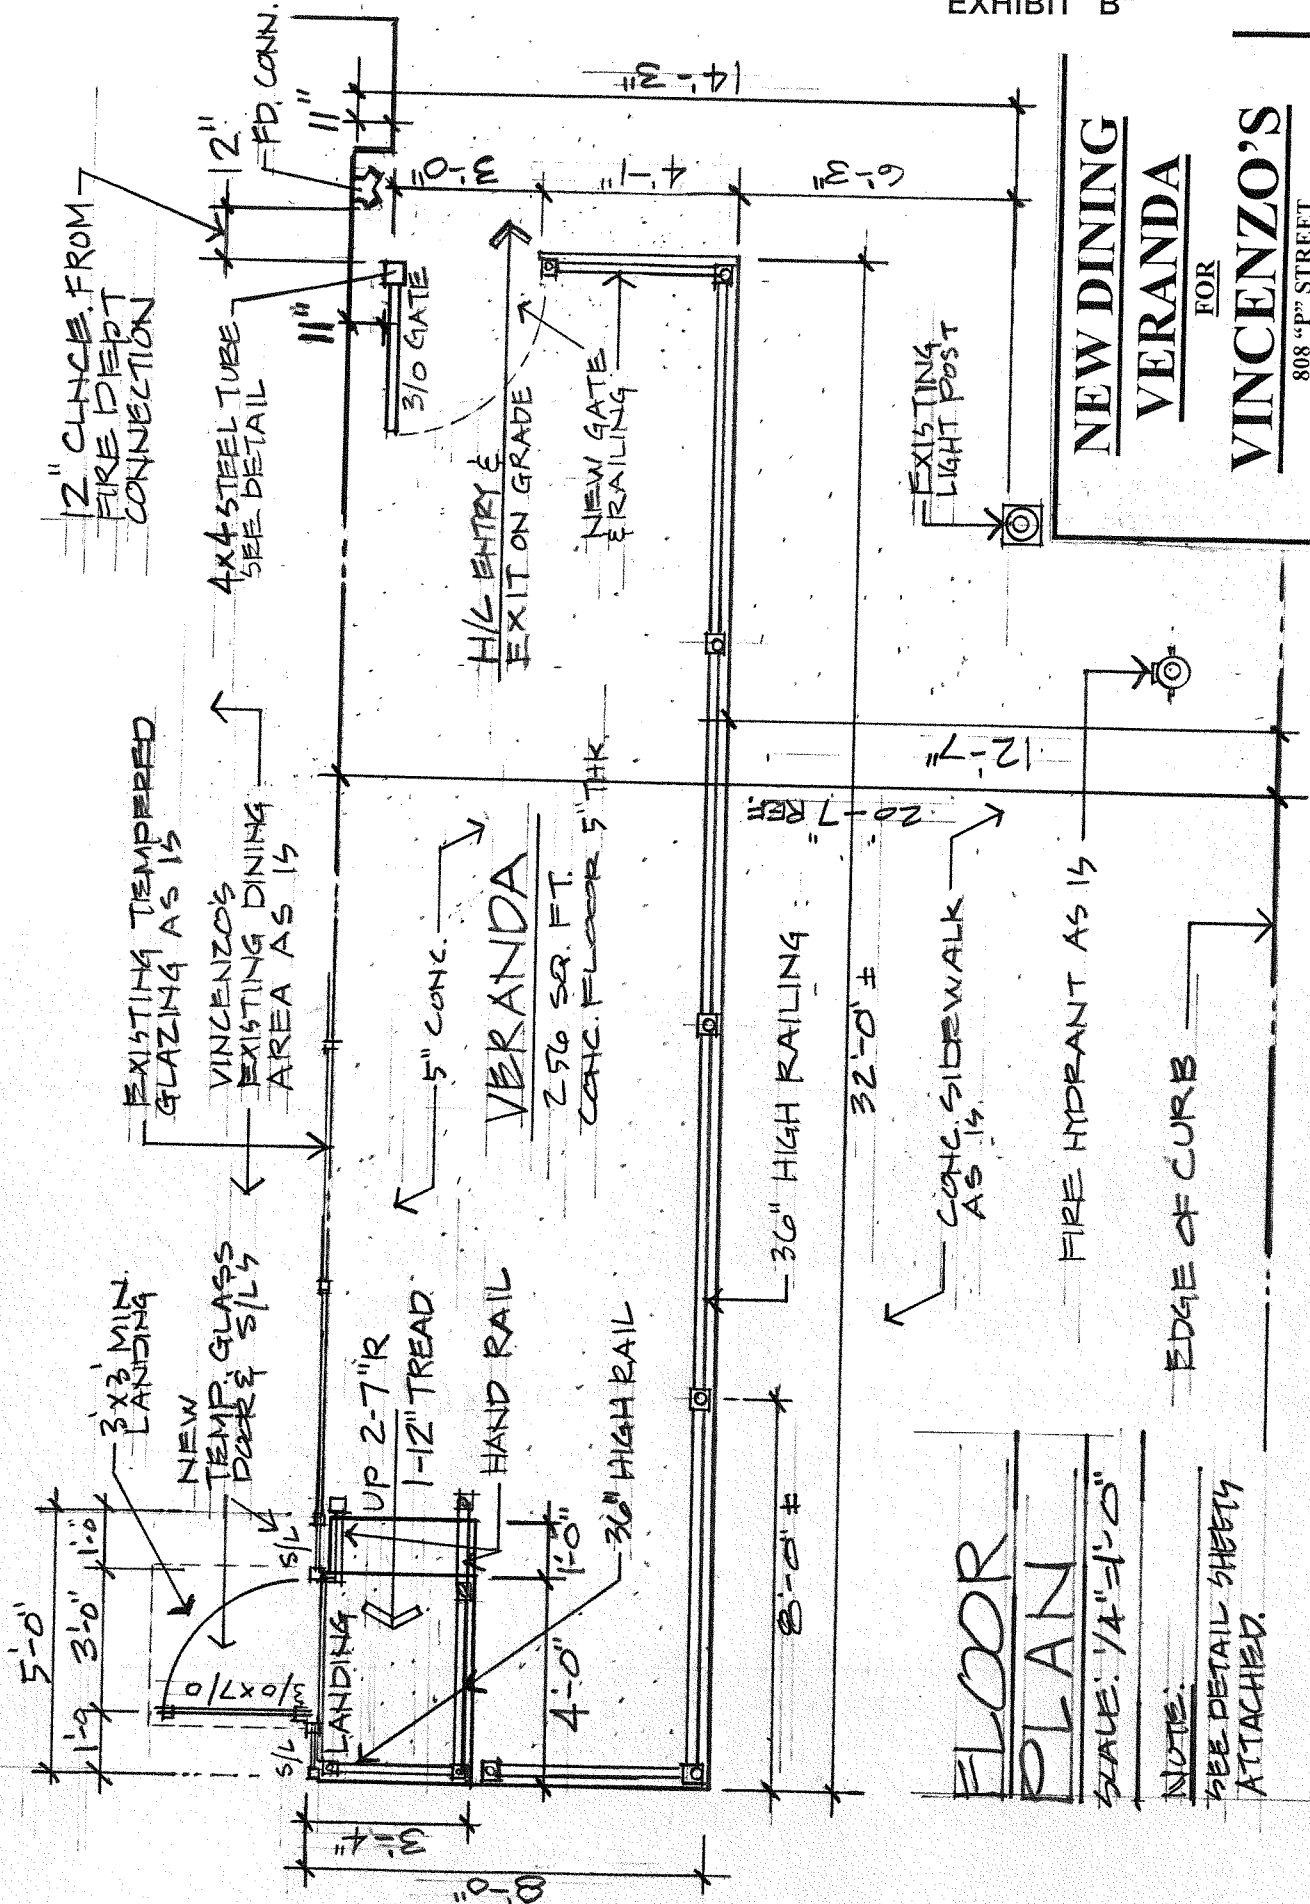 EXHIBIT "B"
12" CLNCE. FROM
FIRE DEPT
CONNECTION
12"
FD. CONN.
11"
14'-3"
4x4 STEEL TUBE
SEE DETAIL
11"
3/0 GATE
3'-0"
4'-1"
6'-3"
H/C ENTRY &
EXIT ON GRADE
NEW GATE
& RAILING
EXISTING
LIGHT POST
EXISTING TEMPERED
GLAZING AS IS
VINCENZO'S
EXISTING DINING
AREA AS IS
5" CONC.
VERANDA
256 SQ. FT.
CONC. FLOOR 5" THK
12'-7"
20'-7" REF.
3'x3' MIN.
LANDING
NEW
TEMP. GLASS
DOOR & S/L'S
5'-0"
1'-0
3'-0"
1'-0"
S/L
3/0x7/0
S/L
LANDING
UP 2-7"R
1-12" TREAD
HAND RAIL
36" HIGH RAIL
4'-0"
1'-0"
3'-4"
8'-0"
8'-0" ±
36" HIGH RAILING
32'-0" ±
CONC. SIDEWALK
AS IS
FIRE HYDRANT AS IS
EDGE OF CURB
FLOOR
PLAN
SCALE: 1/4"=1'-0"
NOTE:
SEE DETAIL SHEETS
ATTACHED.
NEW DINING
VERANDA
FOR
VINCENZO'S
808 "P" STREET